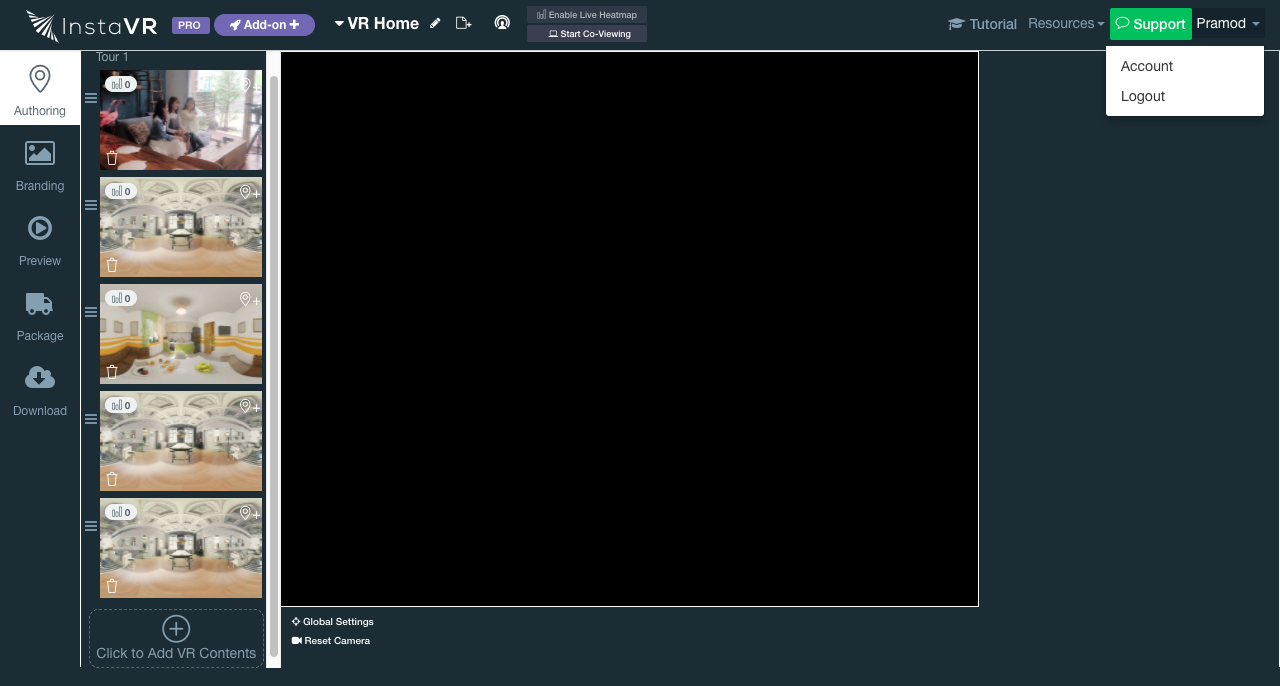 InstaVR PRO Add-on VR Home Enable Live Heatmap Tutorial Resources Support Pramod
Start Co-Viewing
Account
Logout
Tour 1
0
Authoring
0
Branding
Preview
0
Package
0
Download
0
Click to Add VR Contents
Global Settings
Reset Camera